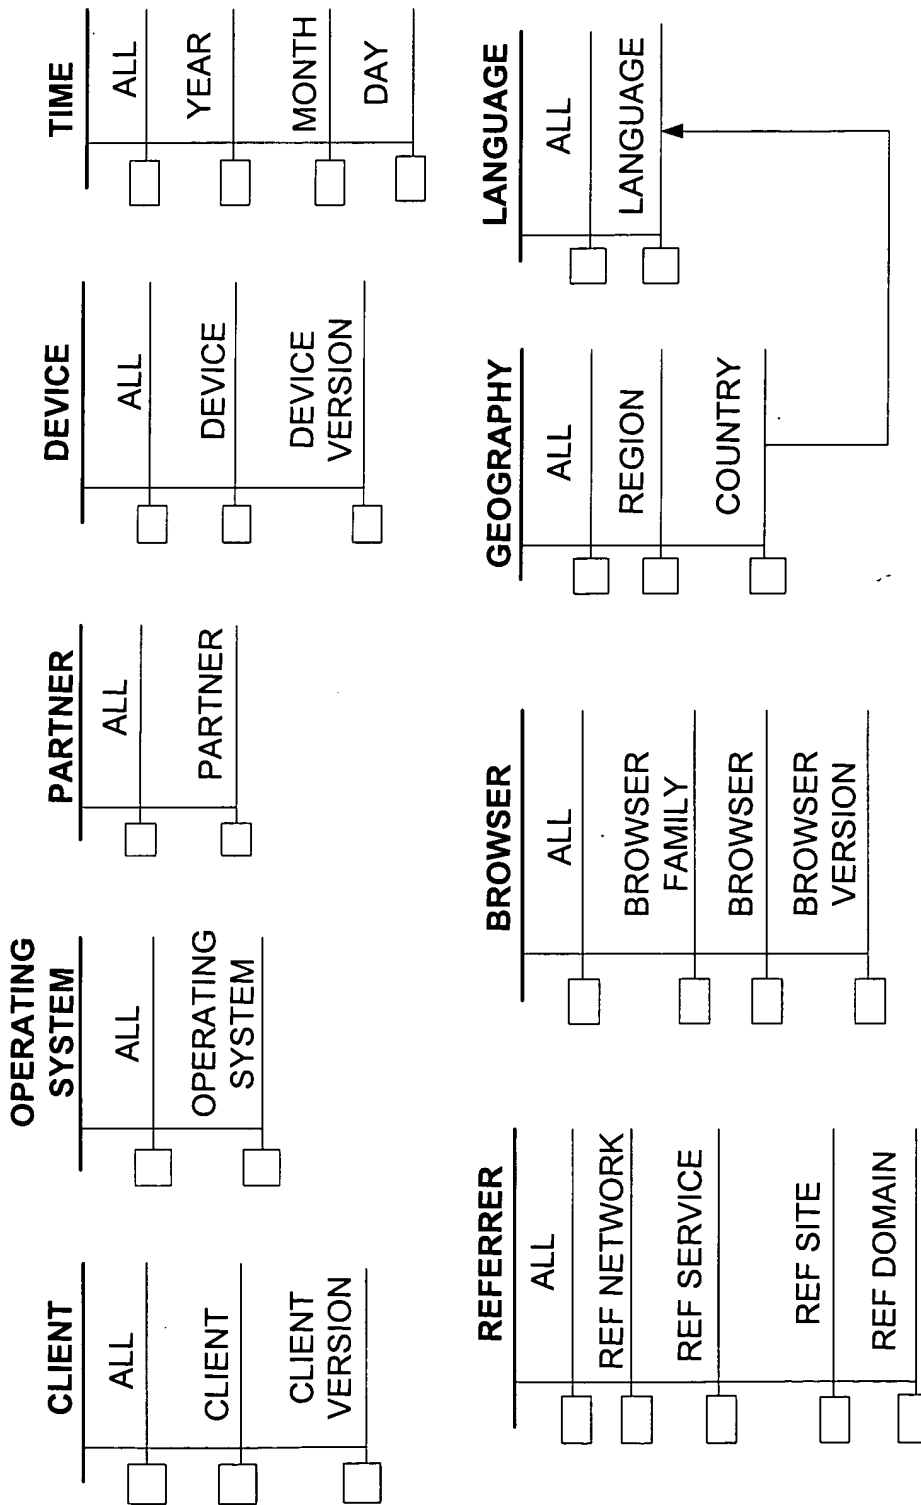 CLIENT
ALL
CLIENT
CLIENT
VERSION
OPERATING
SYSTEM
ALL
OPERATING
SYSTEM
PARTNER
ALL
PARTNER
DEVICE
ALL
DEVICE
DEVICE
VERSION
TIME
ALL
YEAR
MONTH
DAY
REFERRER
ALL
REF NETWORK
REF SERVICE
REF SITE
REF DOMAIN
BROWSER
ALL
BROWSER
FAMILY
BROWSER
BROWSER
VERSION
GEOGRAPHY
ALL
REGION
COUNTRY
LANGUAGE
ALL
LANGUAGE